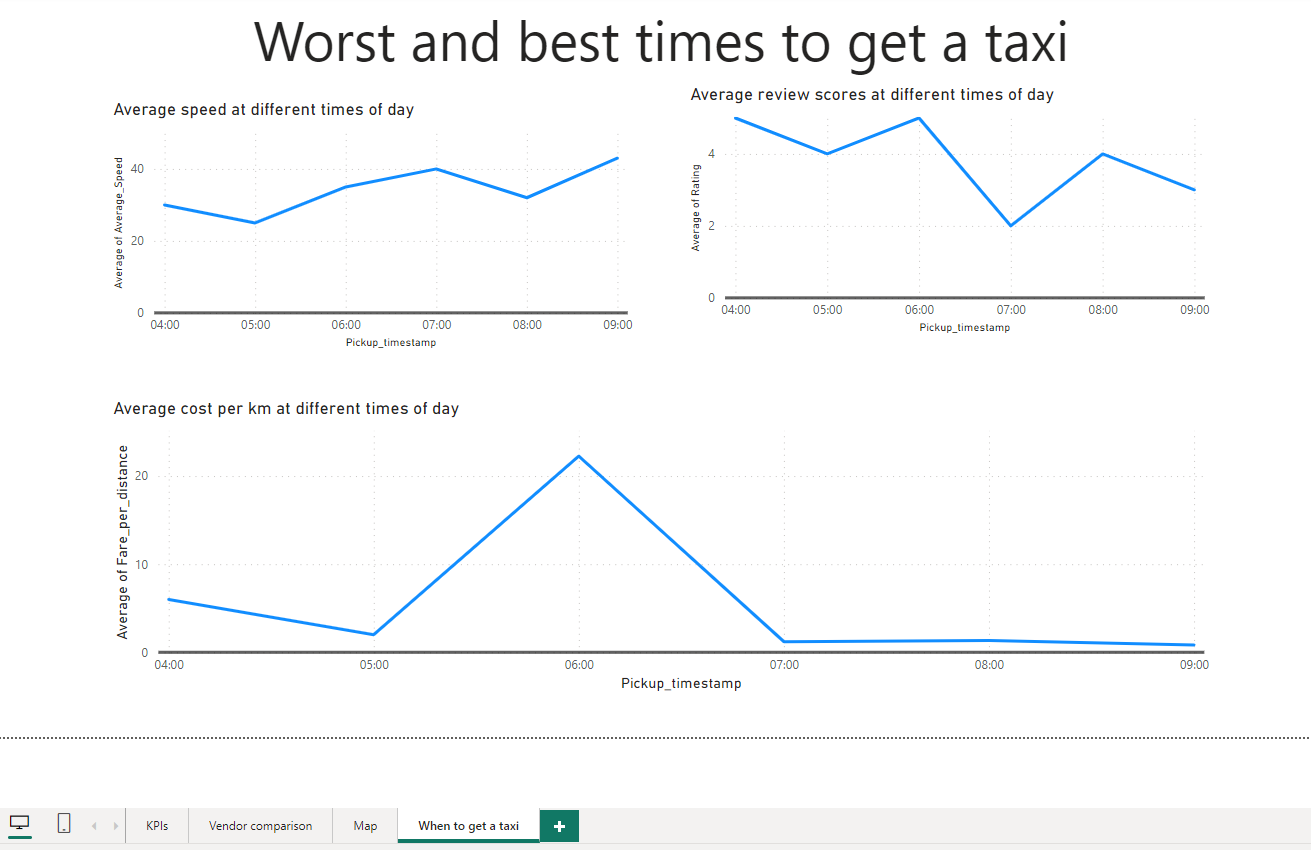 Worst and best times to get a taxi
Average speed at different times of day
Average of Average_Speed
40
20
0
04:00 05:00 06:00 07:00 08:00 09:00
Pickup_timestamp
Average review scores at different times of day
Average of Rating
4
2
0
04:00 05:00 06:00 07:00 08:00 09:00
Pickup_timestamp
Average cost per km at different times of day
Average of Fare_per_distance
20
10
0
04:00 05:00 06:00 07:00 08:00 09:00
Pickup_timestamp
KPIs Vendor comparison Map When to get a taxi +